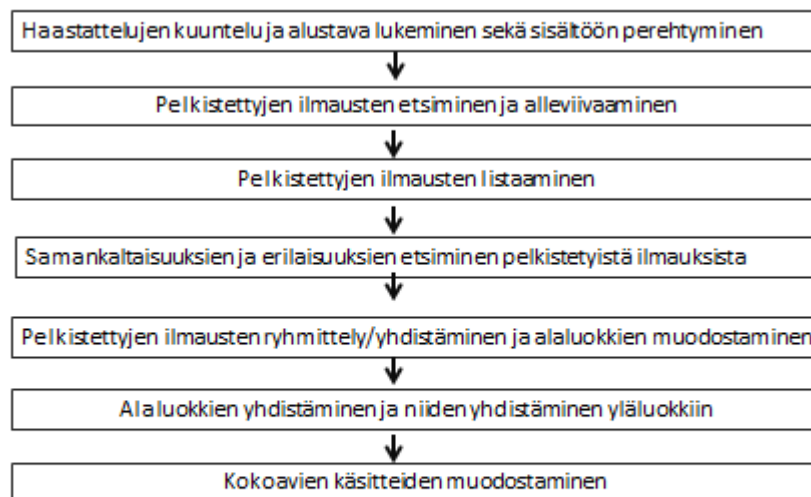 Haastattelujen kuuntelu ja alustava lukeminen sekä sisältöön perehtyminen
Pelkistettyjen ilmausten etsiminen ja alleviivaaminen
Pelkistettyjen ilmausten listaaminen
Samankaltaisuuksien ja erilaisuuksien etsiminen pelkistetyistä ilmauksista
Pelkistettyjen ilmausten ryhmittely/yhdistäminen ja alaluokkien muodostaminen
Alaluokkien yhdistäminen ja niiden yhdistäminen yläluokkiin
Kokoavien käsitteiden muodostaminen